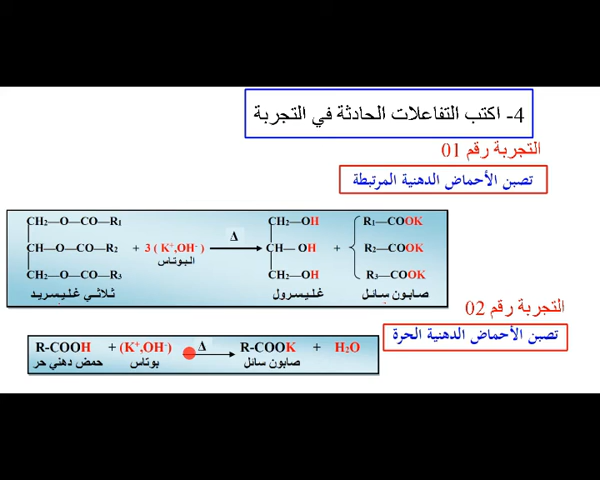 4- اكتب التفاعلات الحادثة في التجربة
التجربة رقم 01
تصبن الأحماض الدهنية المرتبطة
CH₂—O—CO—R₁ CH₂—OH R₁—COOK
CH—O—CO—R₂ + 3 ( K⁺,OH⁻ ) Δ CH— OH + R₂—COOK
البوتاس
CH₂—O—CO—R₃ CH₂—OH R₃—COOK
ثلاثي غليسريد غليسرول صابون سائل
التجربة رقم 02
تصبن الأحماض الدهنية الحرة
R-COOH + (K⁺,OH⁻) Δ R-COOK + H₂O
حمض دهني حر بوتاس صابون سائل